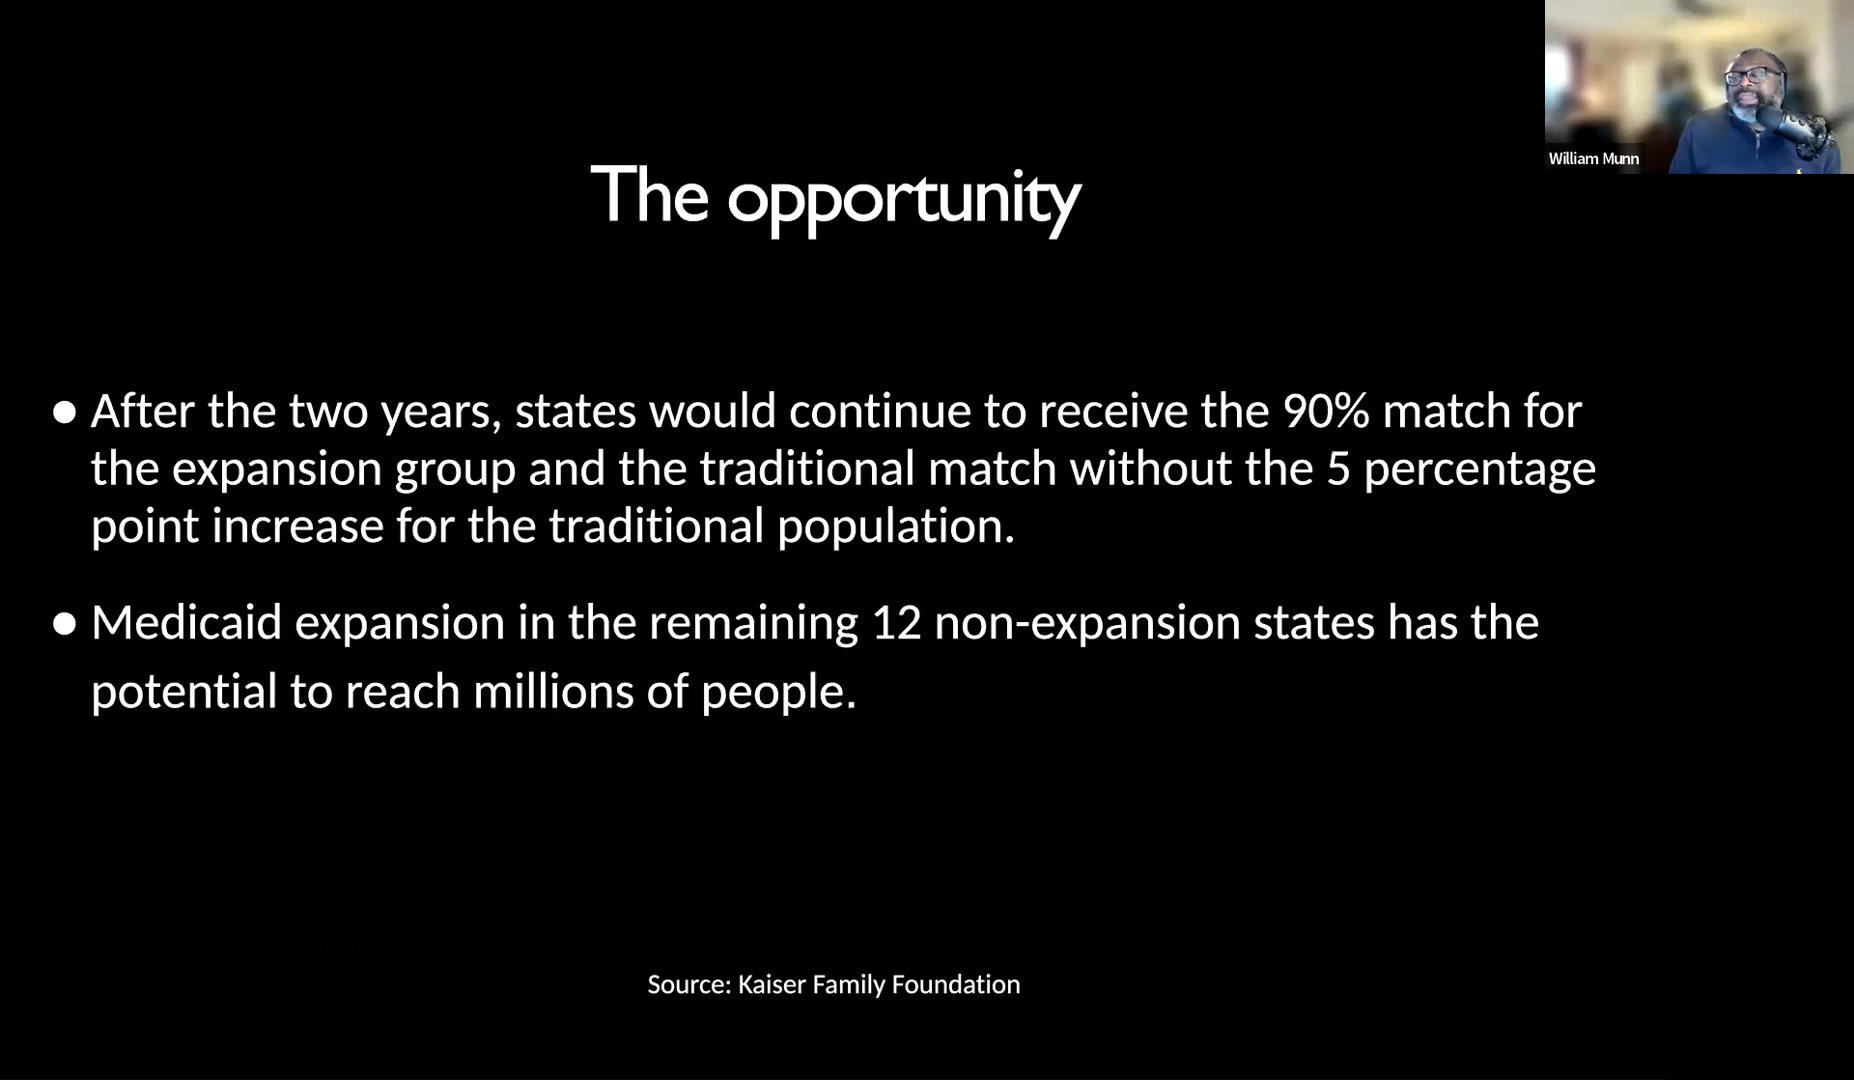 William Munn
The opportunity
● After the two years, states would continue to receive the 90% match for
the expansion group and the traditional match without the 5 percentage
point increase for the traditional population.
● Medicaid expansion in the remaining 12 non-expansion states has the
potential to reach millions of people.
Source: Kaiser Family Foundation